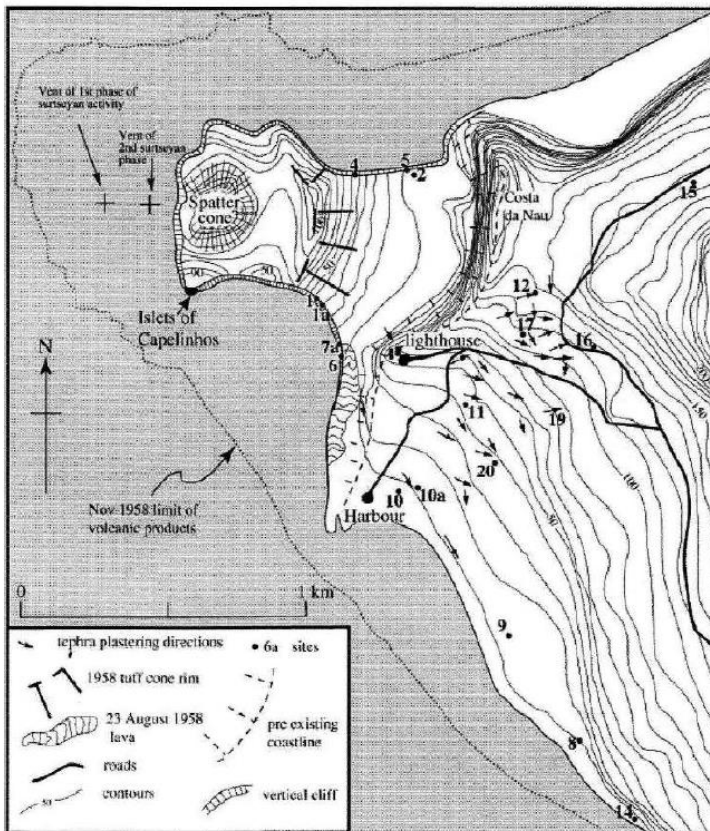 Vent of 1st phase of
surtseyan activity
Vent of
2nd surtseyan
phase
4
5
2
Spatter
cone
Costa
da Nau
15
12
50
Islets of
Capelinhos
17
16
7a
6
lighthouse
N
11
19
20
10
10a
Harbour
Nov 1958 limit of
volcanic products
50
100
150
0
1 km
9
8
14
tephra plastering directions
6a sites
1958 tuff cone rim
23 August 1958
lava
pre existing
coastline
roads
50
contours
vertical cliff